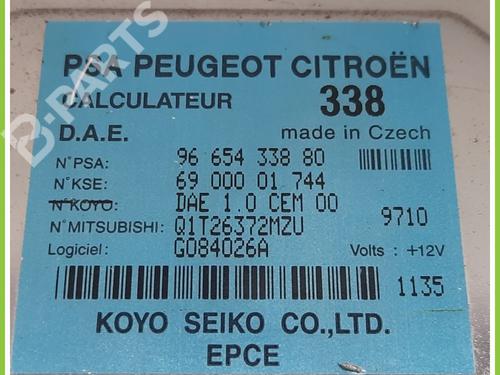 B-PARTS
PSA PEUGEOT CITROËN
CALCULATEUR 338
D.A.E. made in Czech
N°PSA: 96 654 338 80
N°KSE: 69 000 01 744
N°KOYO: DAE 1.0 CEM 00
N°MITSUBISHI: Q1T26372MZU 9710
Logiciel: G084026A Volts : +12V
1135
KOYO SEIKO CO.,LTD.
EPCE